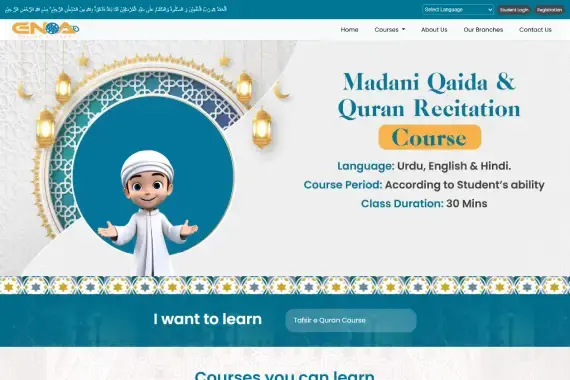 Select Language
Student Login
Registration
Home
Courses
About Us
Our Branches
Contact Us
Madani Qaida &
Quran Recitation
Course
Language: Urdu, English & Hindi.
Course Period: According to Student's ability
Class Duration: 30 Mins
I want to learn
Tafsir e Quran Course
Courses you can learn